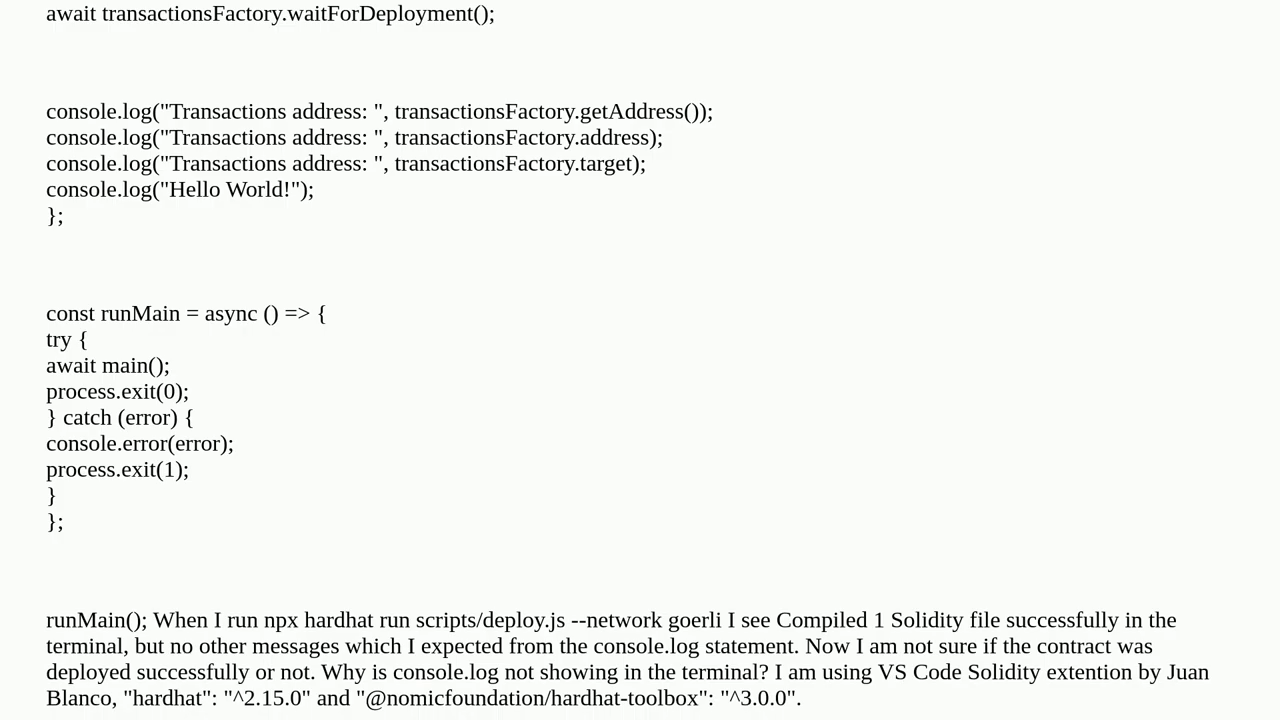 await transactionsFactory.waitForDeployment();
console.log("Transactions address: ", transactionsFactory.getAddress());
console.log("Transactions address: ", transactionsFactory.address);
console.log("Transactions address: ", transactionsFactory.target);
console.log("Hello World!");
};
const runMain = async () => {
try {
await main();
process.exit(0);
} catch (error) {
console.error(error);
process.exit(1);
}
};
runMain(); When I run npx hardhat run scripts/deploy.js --network goerli I see Compiled 1 Solidity file successfully in the
terminal, but no other messages which I expected from the console.log statement. Now I am not sure if the contract was
deployed successfully or not. Why is console.log not showing in the terminal? I am using VS Code Solidity extention by Juan
Blanco, "hardhat": "^2.15.0" and "@nomicfoundation/hardhat-toolbox": "^3.0.0".